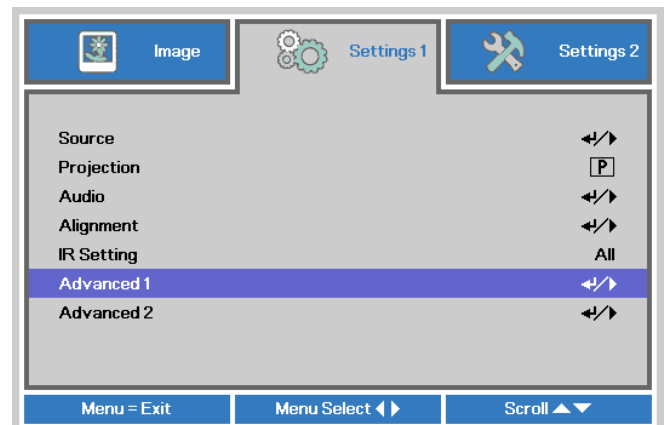 Image Settings 1 Settings 2
Source ↵/▶
Projection P
Audio ↵/▶
Alignment ↵/▶
IR Setting All
Advanced 1 ↵/▶
Advanced 2 ↵/▶
Menu = Exit Menu Select ◀▶ Scroll ▲▼